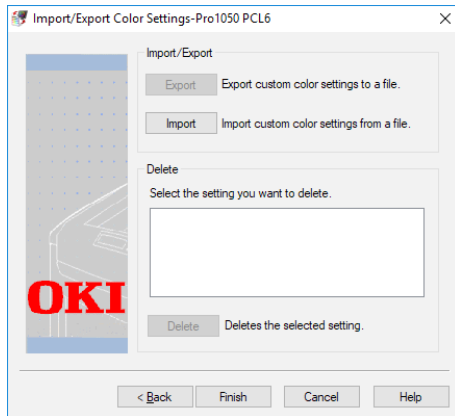 Import/Export Color Settings-Pro1050 PCL6
Import/Export
Export Export custom color settings to a file.
Import Import custom color settings from a file.
Delete
Select the setting you want to delete.
OKI
Delete Deletes the selected setting.
< Back Finish Cancel Help